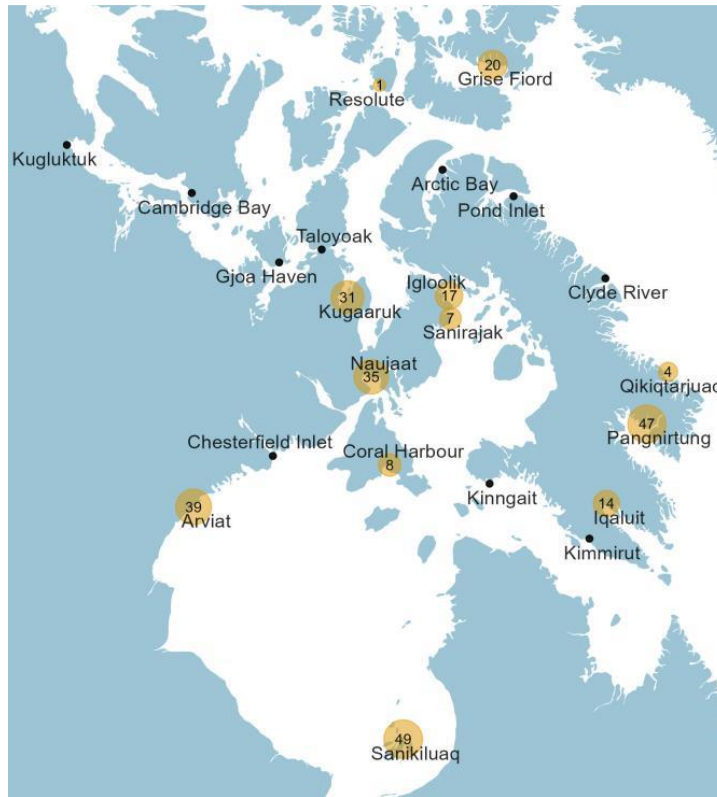 20
Grise Fiord
1
Resolute
Kugluktuk
Arctic Bay
Cambridge Bay
Pond Inlet
Taloyoak
Gjoa Haven
Igloolik
17
Clyde River
31
Kugaaruk
7
Sanirajak
Naujaat
35
4
Qikiqtarjuaq
47
Pangnirtung
Chesterfield Inlet
Coral Harbour
8
Kinngait
39
Arviat
14
Iqaluit
Kimmirut
49
Sanikiluaq